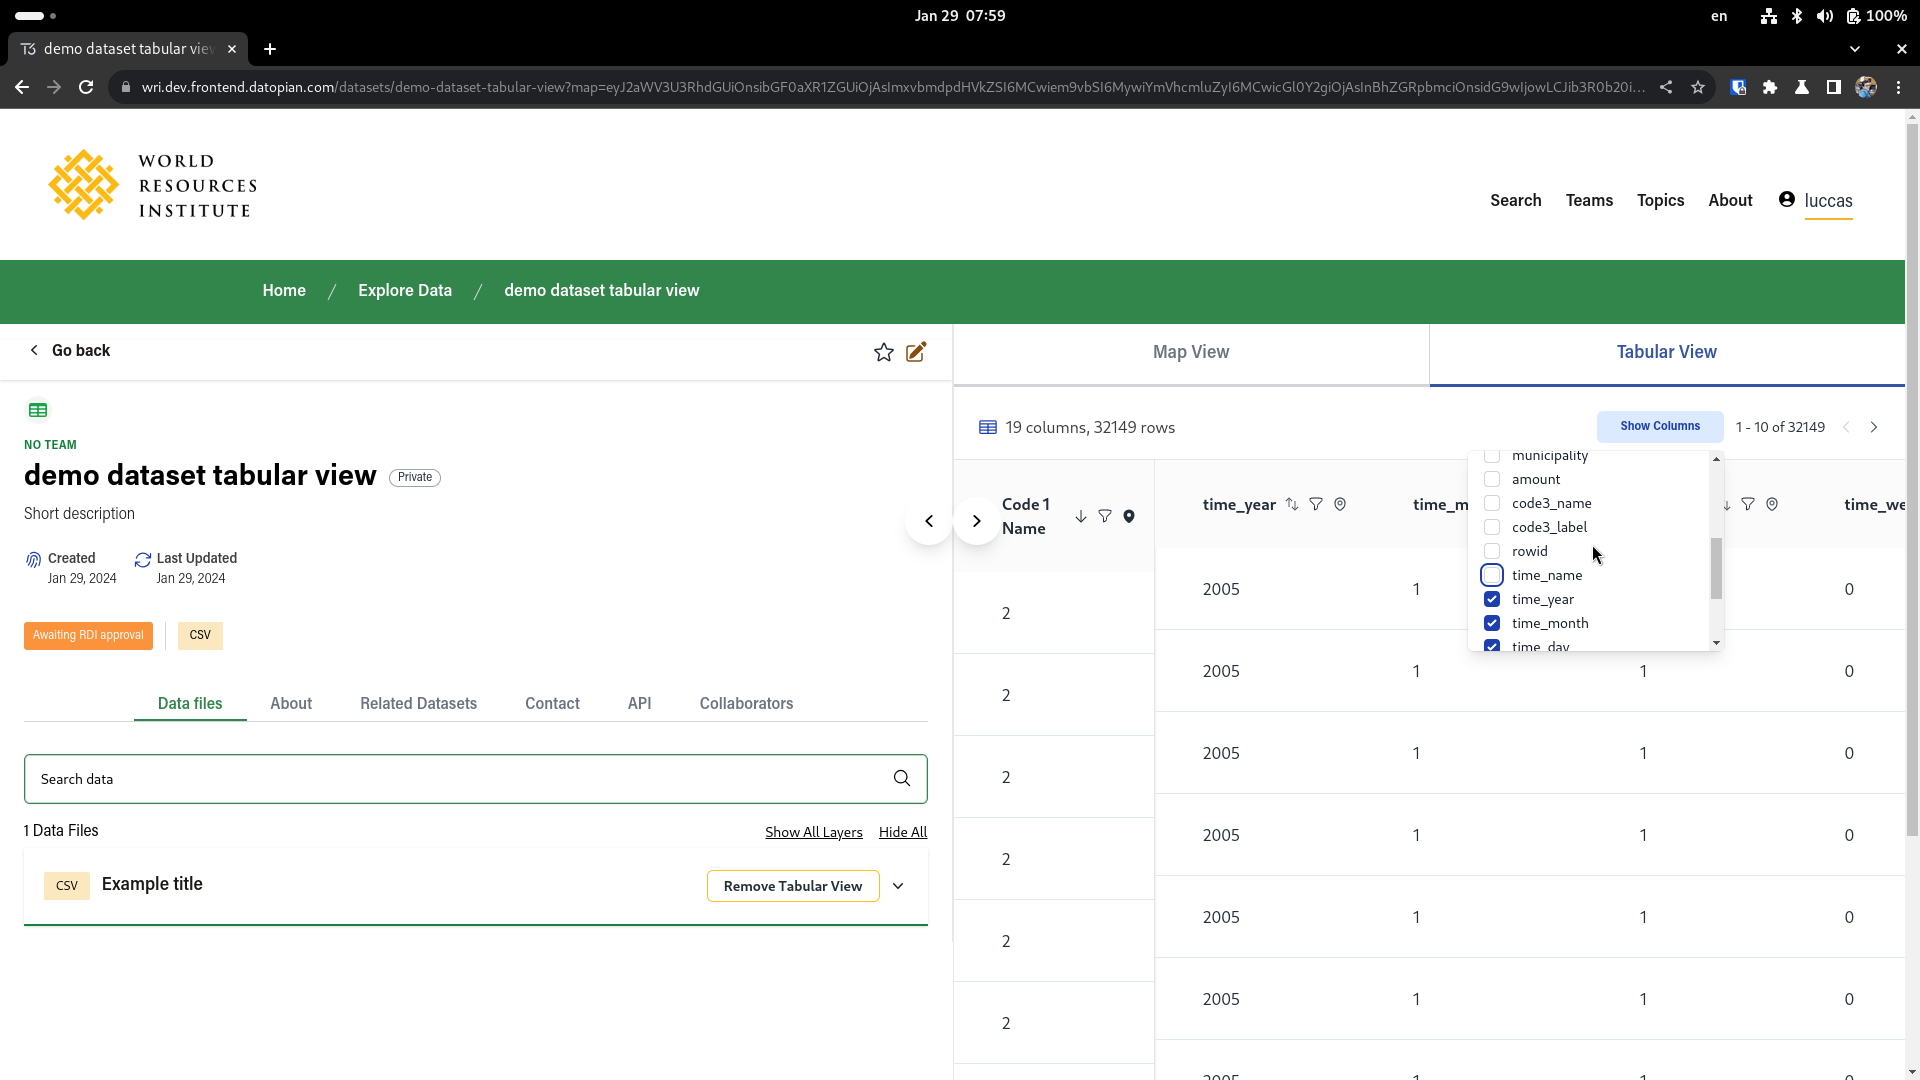 Jan 29 07:59
en
100%
demo dataset tabular vie
wri.dev.frontend.datopian.com/datasets/demo-dataset-tabular-view?map=eyJ2aWV3U3RhdGUiOnsibGF0aXR1ZGUiOjAsImxvbmdpdHVkZSI6MCwiem9vbSI6MywiYmVhcmluZyI6MCwicGl0Y2giOjAsInBhZGRpbmciOnsidG9wIjowLCJib3R0b20i...
WORLD
RESOURCES
INSTITUTE
Search
Teams
Topics
About
luccas
Home / Explore Data / demo dataset tabular view
Go back
NO TEAM
demo dataset tabular view
Private
Short description
Created
Jan 29, 2024
Last Updated
Jan 29, 2024
Awaiting RDI approval
CSV
Data files
About
Related Datasets
Contact
API
Collaborators
Search data
1 Data Files
Show All Layers
Hide All
CSV
Example title
Remove Tabular View
Map View
Tabular View
19 columns, 32149 rows
Show Columns
1 - 10 of 32149
municipality
amount
code3_name
code3_label
rowid
time_name
time_year
time_month
time_day
Code 1
Name
time_year
time_m
time_we
2 2005 1 0
2 2005 1 1 0
2 2005 1 1 0
2 2005 1 1 0
2 2005 1 1 0
2 2005 1 1 0
2005 1 1 0